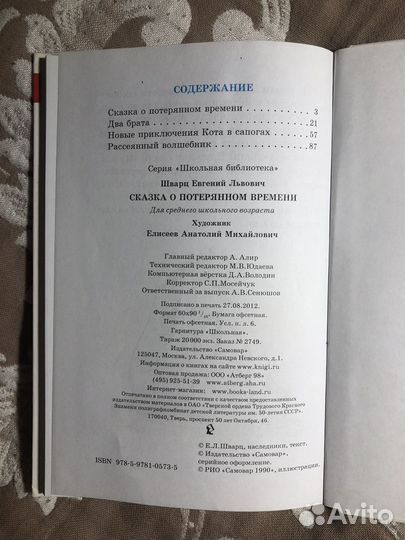 СОДЕРЖАНИЕ
Сказка о потерянном времени . . . . . . . . . . 3
Два брата . . . . . . . . . . . . . . . . . . . . . . . 21
Новые приключения Кота в сапогах . . . . . . 57
Рассеянный волшебник . . . . . . . . . . . . . . . 87
Серия «Школьная библиотека»
Шварц Евгений Львович
СКАЗКА О ПОТЕРЯННОМ ВРЕМЕНИ
Для среднего школьного возраста
Художник
Елисеев Анатолий Михайлович
Главный редактор А. Алир
Технический редактор М.В.Юдаева
Компьютерная вёрстка Д.А.Володин
Корректор С.П.Мосейчук
Ответственный за выпуск А.В.Сенюшов
Подписано в печать 27.08.2012.
Формат 60х90 1/16. Бумага офсетная.
Печать офсетная. Усл. п. л. 6.
Гарнитура «Школьная».
Тираж 20 000 экз. Заказ № 2749.
Издательство «Самовар»
125047, Москва, ул. Александра Невского, д.1.
Информация о книгах на сайте www.knigi.ru
Оптовая продажа: ООО «Атберг 98»
(495) 925-51-39 www.atberg.aha.ru
www.books-land.ru
Отпечатано в полном соответствии с качеством предоставленных
издательством материалов в ОАО «Тверской ордена Трудового Красного
Знамени полиграфкомбинат детской литературы им. 50-летия СССР».
170040, Тверь, проспект 50 лет Октября, 46.
© Е.Л.Шварц, наследники, текст.
© Издательство «Самовар»,
серийное оформление.
© РИО «Самовар 1990», иллюстрации.
ISBN 978-5-9781-0573-5
Avito